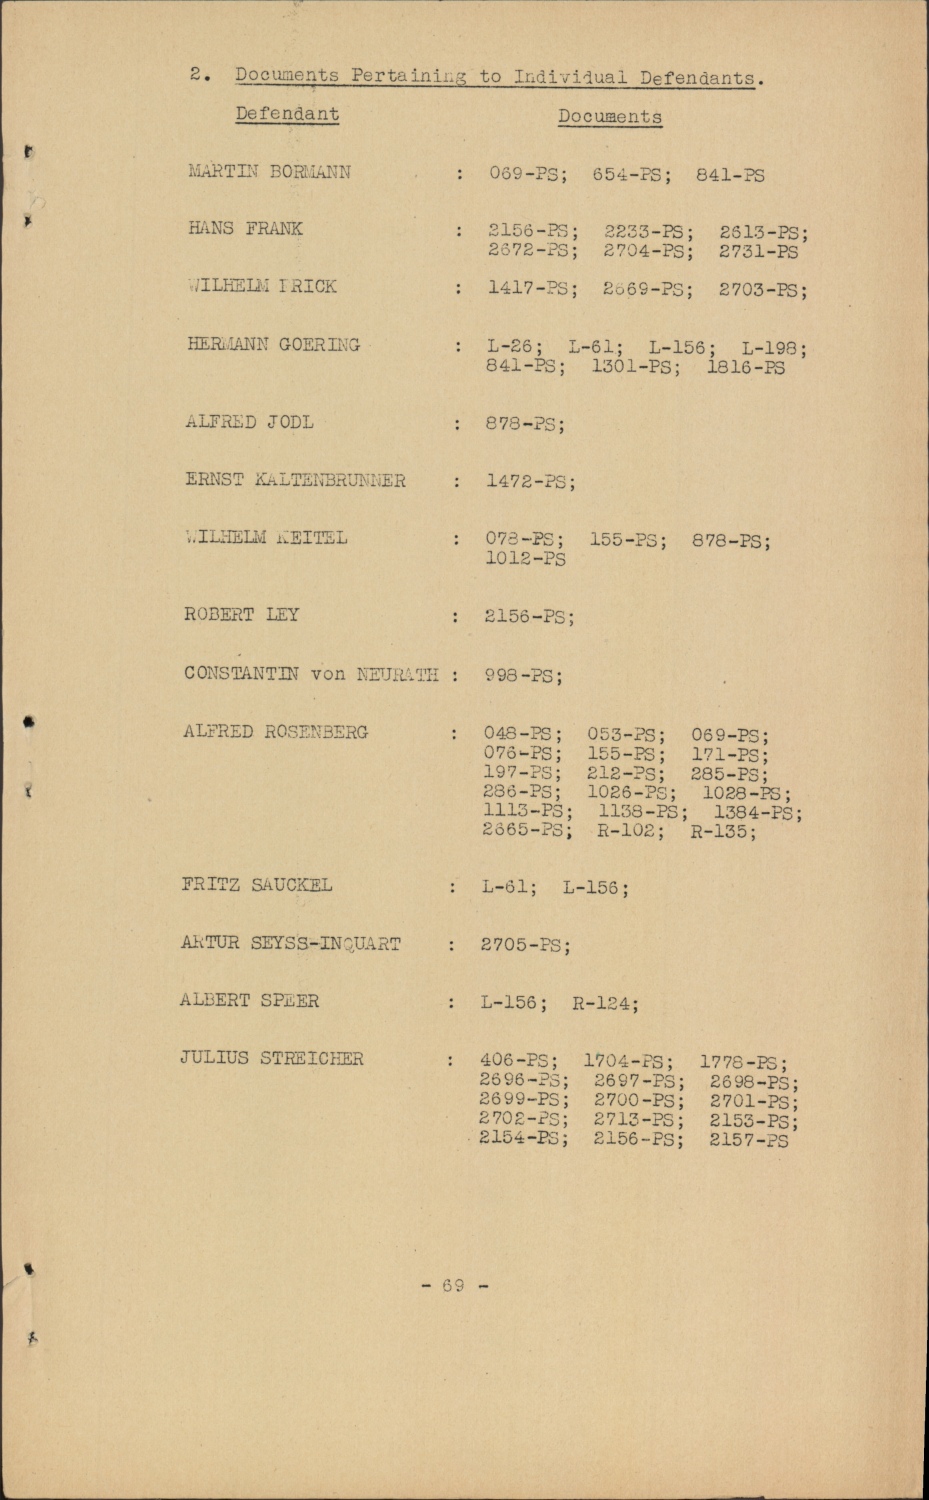 2. Documents Pertaining to Individual Defendants.
Defendant Documents
MARTIN BORMANN : 069-PS; 654-PS; 841-PS
HANS FRANK : 2156-PS; 2233-PS; 2613-PS;
2672-PS; 2704-PS; 2731-PS
WILHELM FRICK : 1417-PS; 2669-PS; 2703-PS;
HERMANN GOERING : L-26; L-61; L-156; L-198;
841-PS; 1301-PS; 1816-PS
ALFRED JODL : 878-PS;
ERNST KALTENBRUNNER : 1472-PS;
WILHELM KEITEL : 078-PS; 155-PS; 878-PS;
1012-PS
ROBERT LEY : 2156-PS;
CONSTANTIN von NEURATH : 998-PS;
ALFRED ROSENBERG : 048-PS; 053-PS; 069-PS;
076-PS; 155-PS; 171-PS;
197-PS; 212-PS; 285-PS;
286-PS; 1026-PS; 1028-PS;
1113-PS; 1138-PS; 1384-PS;
2665-PS; R-102; R-135;
FRITZ SAUCKEL : L-61; L-156;
ARTUR SEYSS-INQUART : 2705-PS;
ALBERT SPEER : L-156; R-124;
JULIUS STREICHER : 406-PS; 1704-PS; 1778-PS;
2696-PS; 2697-PS; 2698-PS;
2699-PS; 2700-PS; 2701-PS;
2702-PS; 2713-PS; 2153-PS;
2154-PS; 2156-PS; 2157-PS
- 69 -